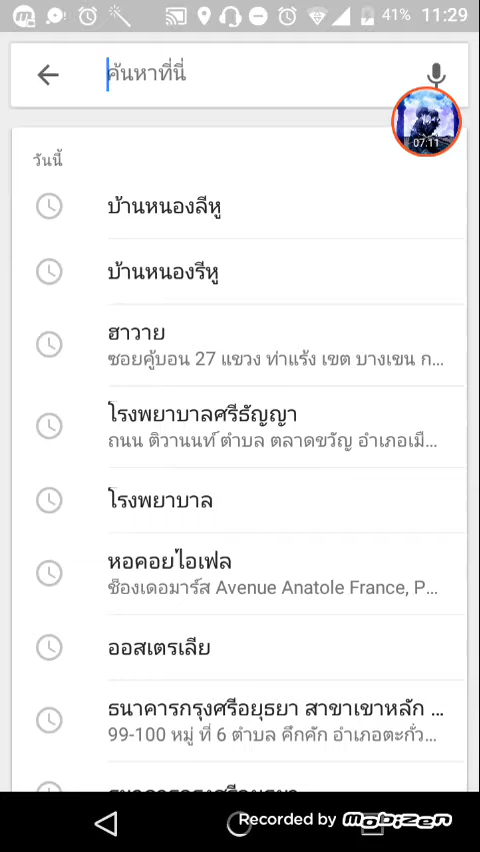 41% 11:29
ค้นหาที่นี่
07:11
วันนี้
บ้านหนองลีหู
บ้านหนองรีหู
ฮาวาย
ซอยคู้บอน 27 แขวง ท่าแร้ง เขต บางเขน ก...
โรงพยาบาลศรีธัญญา
ถนน ติวานนท์ ตำบล ตลาดขวัญ อำเภอเมื...
โรงพยาบาล
หอคอยไอเฟล
ช็องเดอมาร์ส Avenue Anatole France, P...
ออสเตรเลีย
ธนาคารกรุงศรีอยุธยา สาขาเขาหลัก ...
99-100 หมู่ ที่ 6 ตำบล คึกคัก อำเภอตะกั่ว...
Recorded by Mobizen